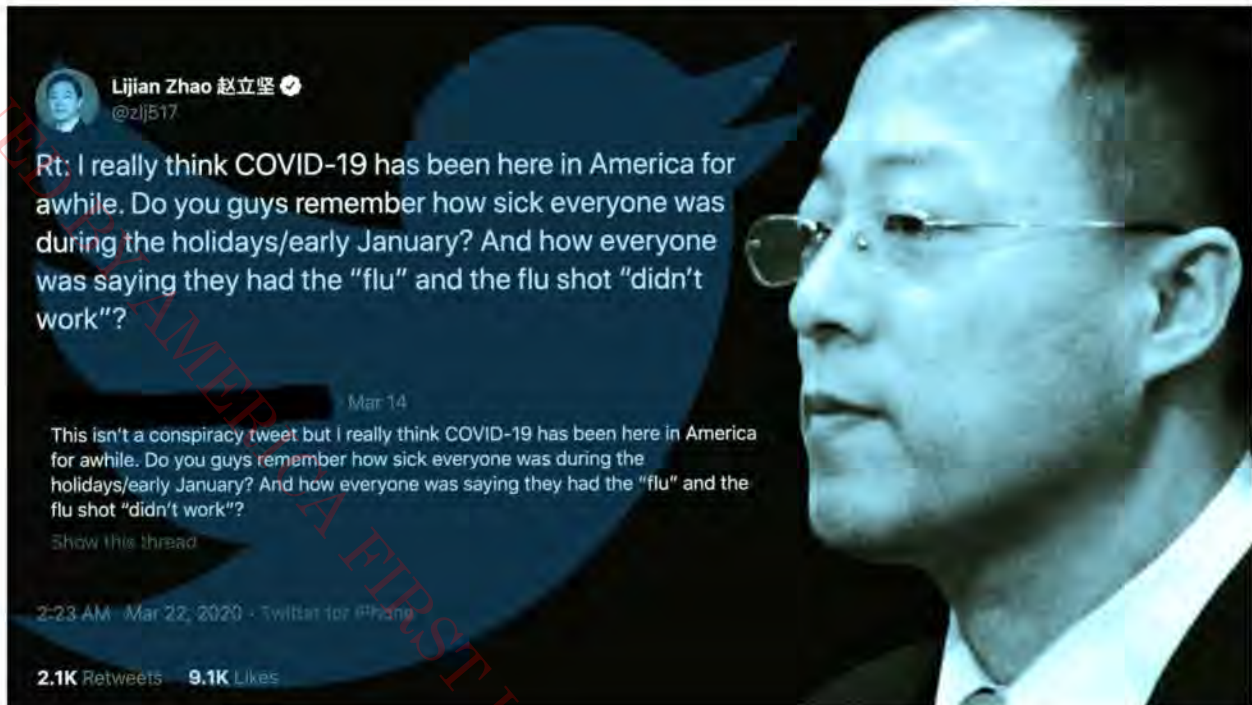 Lijian Zhao 赵立坚
@zlj517
Rt: I really think COVID-19 has been here in America for
awhile. Do you guys remember how sick everyone was
during the holidays/early January? And how everyone
was saying they had the “flu” and the flu shot “didn’t
work”?
Mar 14
This isn’t a conspiracy tweet but I really think COVID-19 has been here in America
for awhile. Do you guys remember how sick everyone was during the
holidays/early January? And how everyone was saying they had the “flu” and the
flu shot “didn’t work”?
Show this thread
2:23 AM · Mar 22, 2020 · Twitter for iPhone
2.1K Retweets 9.1K Likes
BY AMERICA FIRST